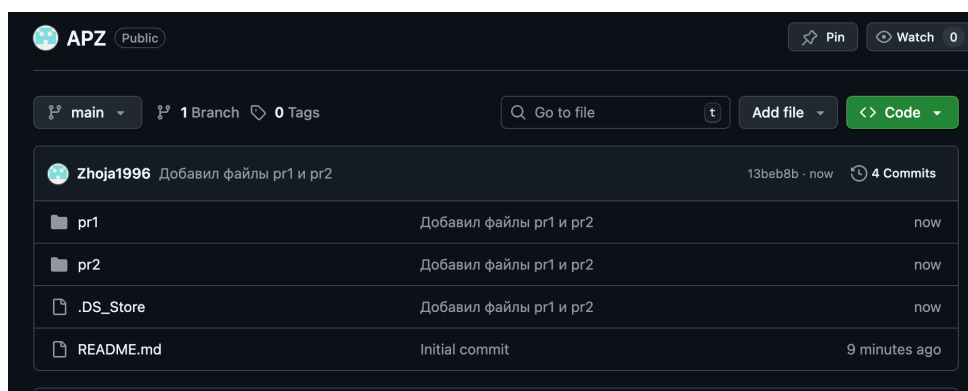 APZ Public Pin Watch 0
main 1 Branch 0 Tags Go to file t Add file <> Code
Zhoja1996 Добавил файлы pr1 и pr2 13beb8b · now 4 Commits
pr1 Добавил файлы pr1 и pr2 now
pr2 Добавил файлы pr1 и pr2 now
.DS_Store Добавил файлы pr1 и pr2 now
README.md Initial commit 9 minutes ago